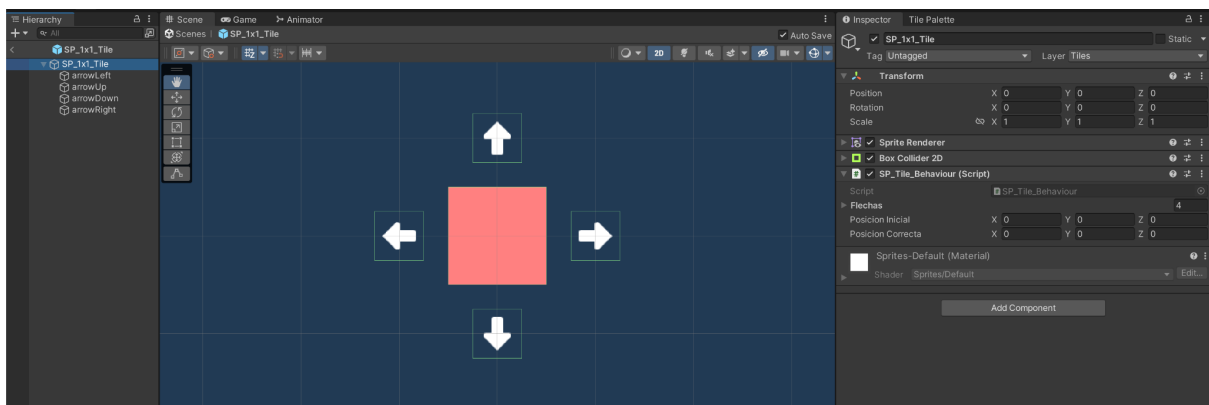 Hierarchy
All
SP_1x1_Tile
SP_1x1_Tile
arrowLeft
arrowUp
arrowDown
arrowRight
Scene Game Animator
Scenes SP_1x1_Tile Auto Save
2D
Inspector Tile Palette
SP_1x1_Tile Static
Tag Untagged Layer Tiles
Transform
Position X 0 Y 0 Z 0
Rotation X 0 Y 0 Z 0
Scale X 1 Y 1 Z 1
Sprite Renderer
Box Collider 2D
# SP_Tile_Behaviour (Script)
Script SP_Tile_Behaviour
Flechas 4
Posicion Inicial X 0 Y 0 Z 0
Posicion Correcta X 0 Y 0 Z 0
Sprites-Default (Material)
Shader Sprites/Default Edit...
Add Component